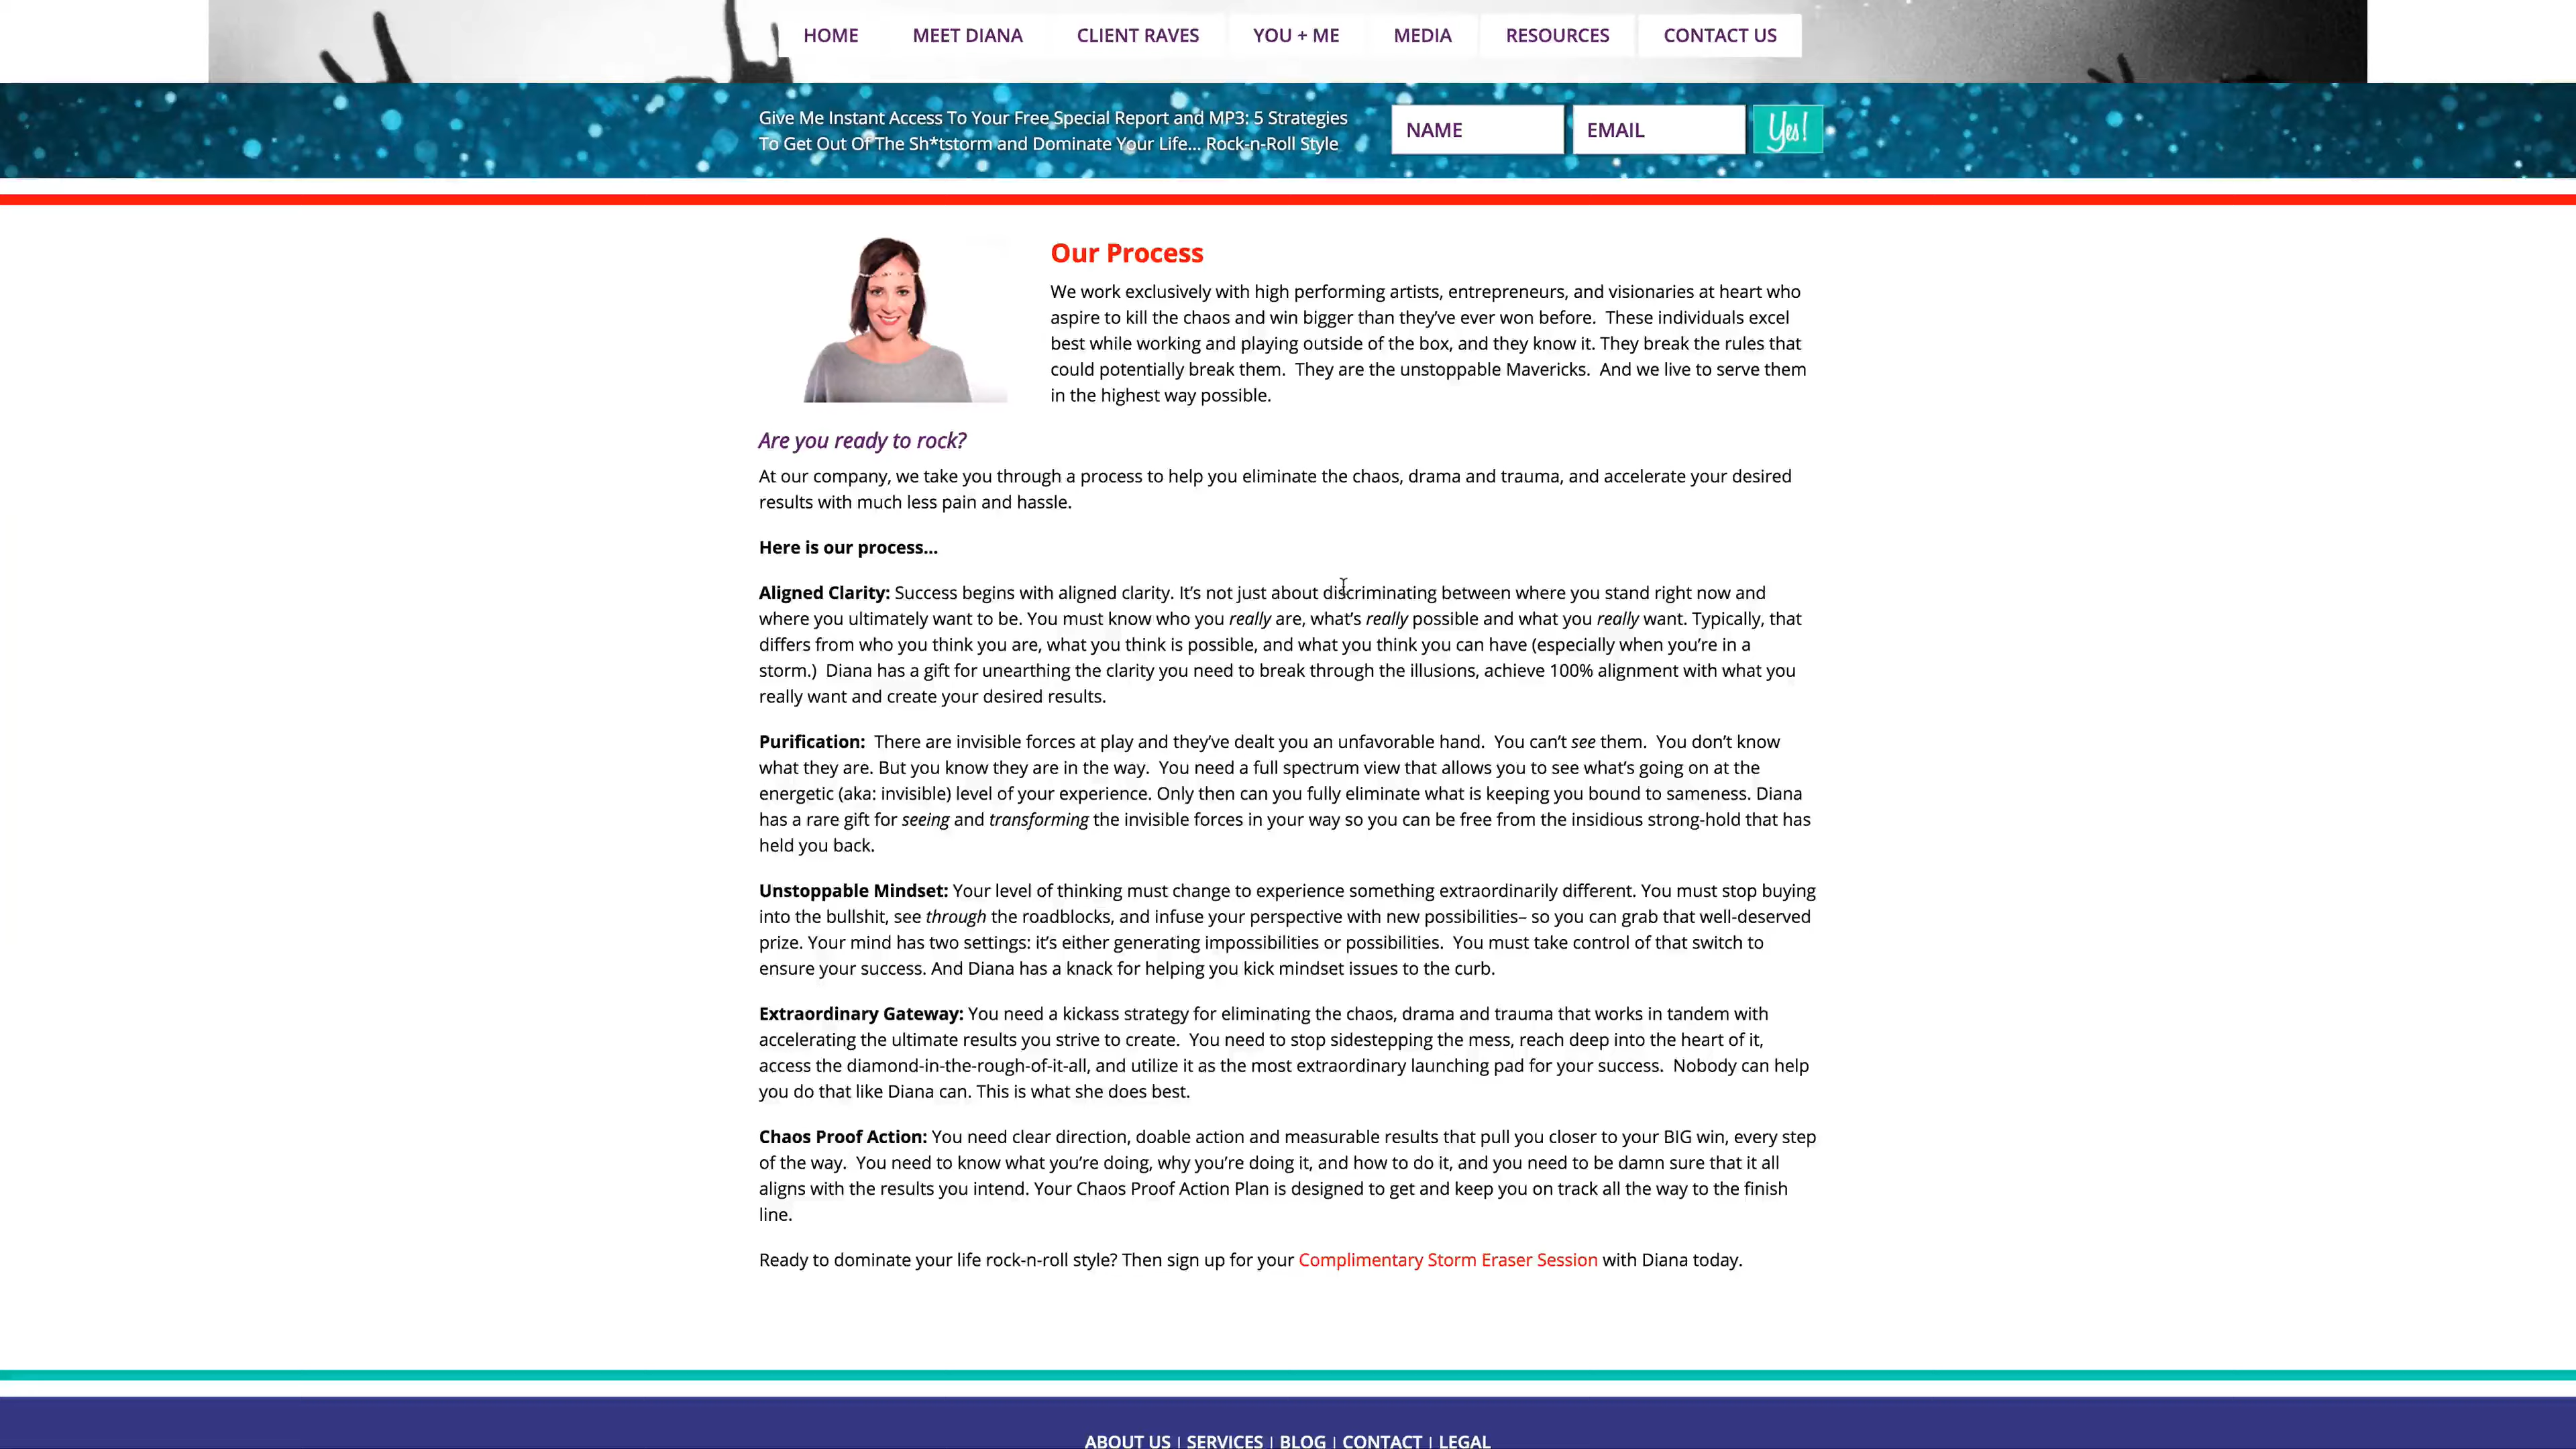 HOME MEET DIANA CLIENT RAVES YOU + ME MEDIA RESOURCES CONTACT US
Give Me Instant Access To Your Free Special Report and MP3: 5 Strategies
To Get Out Of The Sh*tstorm and Dominate Your Life... Rock-n-Roll Style
NAME EMAIL Yes!
Our Process
We work exclusively with high performing artists, entrepreneurs, and visionaries at heart who
aspire to kill the chaos and win bigger than they’ve ever won before.  These individuals excel
best while working and playing outside of the box, and they know it. They break the rules that
could potentially break them.  They are the unstoppable Mavericks.  And we live to serve them
in the highest way possible.
Are you ready to rock?
At our company, we take you through a process to help you eliminate the chaos, drama and trauma, and accelerate your desired
results with much less pain and hassle.
Here is our process…
Aligned Clarity: Success begins with aligned clarity. It’s not just about discriminating between where you stand right now and
where you ultimately want to be. You must know who you really are, what’s really possible and what you really want. Typically, that
differs from who you think you are, what you think is possible, and what you think you can have (especially when you’re in a
storm.)  Diana has a gift for unearthing the clarity you need to break through the illusions, achieve 100% alignment with what you
really want and create your desired results.
Purification:  There are invisible forces at play and they’ve dealt you an unfavorable hand.  You can’t see them.  You don’t know
what they are. But you know they are in the way.  You need a full spectrum view that allows you to see what’s going on at the
energetic (aka: invisible) level of your experience. Only then can you fully eliminate what is keeping you bound to sameness. Diana
has a rare gift for seeing and transforming the invisible forces in your way so you can be free from the insidious strong-hold that has
held you back.
Unstoppable Mindset: Your level of thinking must change to experience something extraordinarily different. You must stop buying
into the bullshit, see through the roadblocks, and infuse your perspective with new possibilities– so you can grab that well-deserved
prize. Your mind has two settings: it’s either generating impossibilities or possibilities.  You must take control of that switch to
ensure your success. And Diana has a knack for helping you kick mindset issues to the curb.
Extraordinary Gateway: You need a kickass strategy for eliminating the chaos, drama and trauma that works in tandem with
accelerating the ultimate results you strive to create.  You need to stop sidestepping the mess, reach deep into the heart of it,
access the diamond-in-the-rough-of-it-all, and utilize it as the most extraordinary launching pad for your success.  Nobody can help
you do that like Diana can. This is what she does best.
Chaos Proof Action: You need clear direction, doable action and measurable results that pull you closer to your BIG win, every step
of the way.  You need to know what you’re doing, why you’re doing it, and how to do it, and you need to be damn sure that it all
aligns with the results you intend. Your Chaos Proof Action Plan is designed to get and keep you on track all the way to the finish
line.
Ready to dominate your life rock-n-roll style? Then sign up for your Complimentary Storm Eraser Session with Diana today.
ABOUT US | SERVICES | BLOG | CONTACT | LEGAL